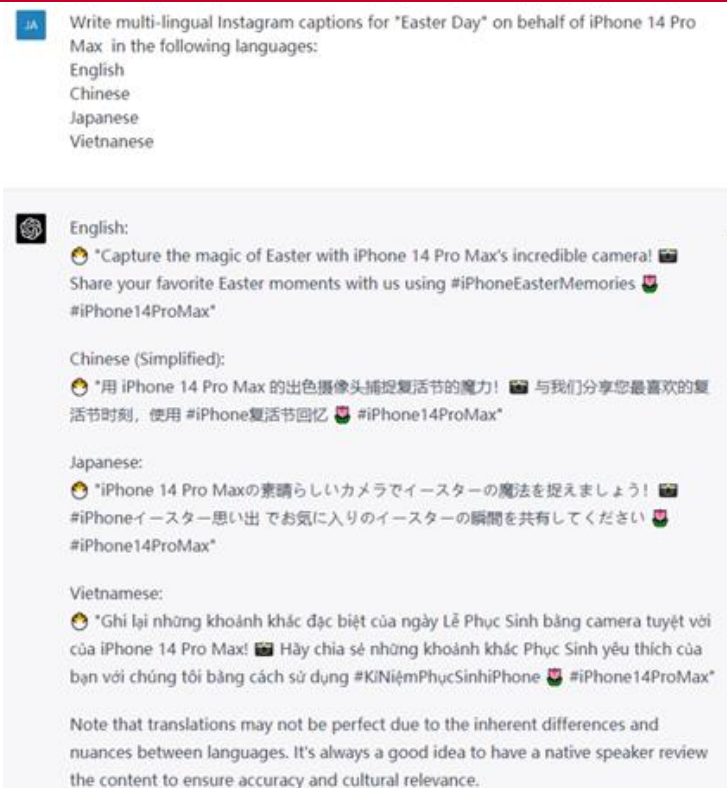 JA
Write multi-lingual Instagram captions for "Easter Day" on behalf of iPhone 14 Pro
Max in the following languages:
English
Chinese
Japanese
Vietnanese
English:
🐣 "Capture the magic of Easter with iPhone 14 Pro Max's incredible camera! 📸
Share your favorite Easter moments with us using #iPhoneEasterMemories 🌷
#iPhone14ProMax"
Chinese (Simplified):
🐣 "用 iPhone 14 Pro Max 的出色摄像头捕捉复活节的魔力！📸 与我们分享您最喜欢的复
活节时刻，使用 #iPhone复活节回忆 🌷 #iPhone14ProMax"
Japanese:
🐣 "iPhone 14 Pro Maxの素晴らしいカメラでイースターの魔法を捉えましょう！📸
#iPhoneイースター思い出 でお気に入りのイースターの瞬間を共有してください 🌷
#iPhone14ProMax"
Vietnamese:
🐣 "Ghi lại những khoảnh khắc đặc biệt của ngày Lễ Phục Sinh bằng camera tuyệt vời
của iPhone 14 Pro Max! 📸 Hãy chia sẻ những khoảnh khắc Phục Sinh yêu thích của
bạn với chúng tôi bằng cách sử dụng #KỉNiệmPhụcSinhiPhone 🌷 #iPhone14ProMax"
Note that translations may not be perfect due to the inherent differences and
nuances between languages. It's always a good idea to have a native speaker review
the content to ensure accuracy and cultural relevance.